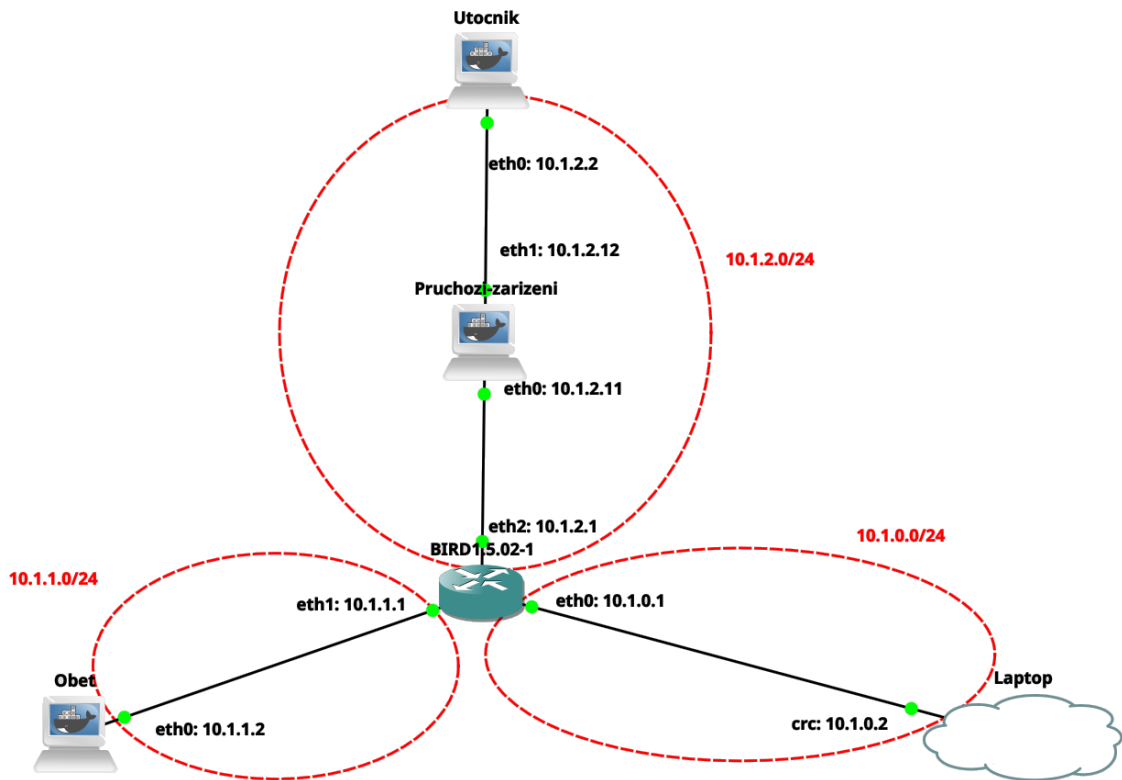 Utocnik
eth0: 10.1.2.2
eth1: 10.1.2.12
10.1.2.0/24
Pruchozi-zarizeni
eth0: 10.1.2.11
eth2: 10.1.2.1
BIRD1.5.02-1
10.1.0.0/24
10.1.1.0/24
eth1: 10.1.1.1
eth0: 10.1.0.1
Obet
Laptop
eth0: 10.1.1.2
crc: 10.1.0.2